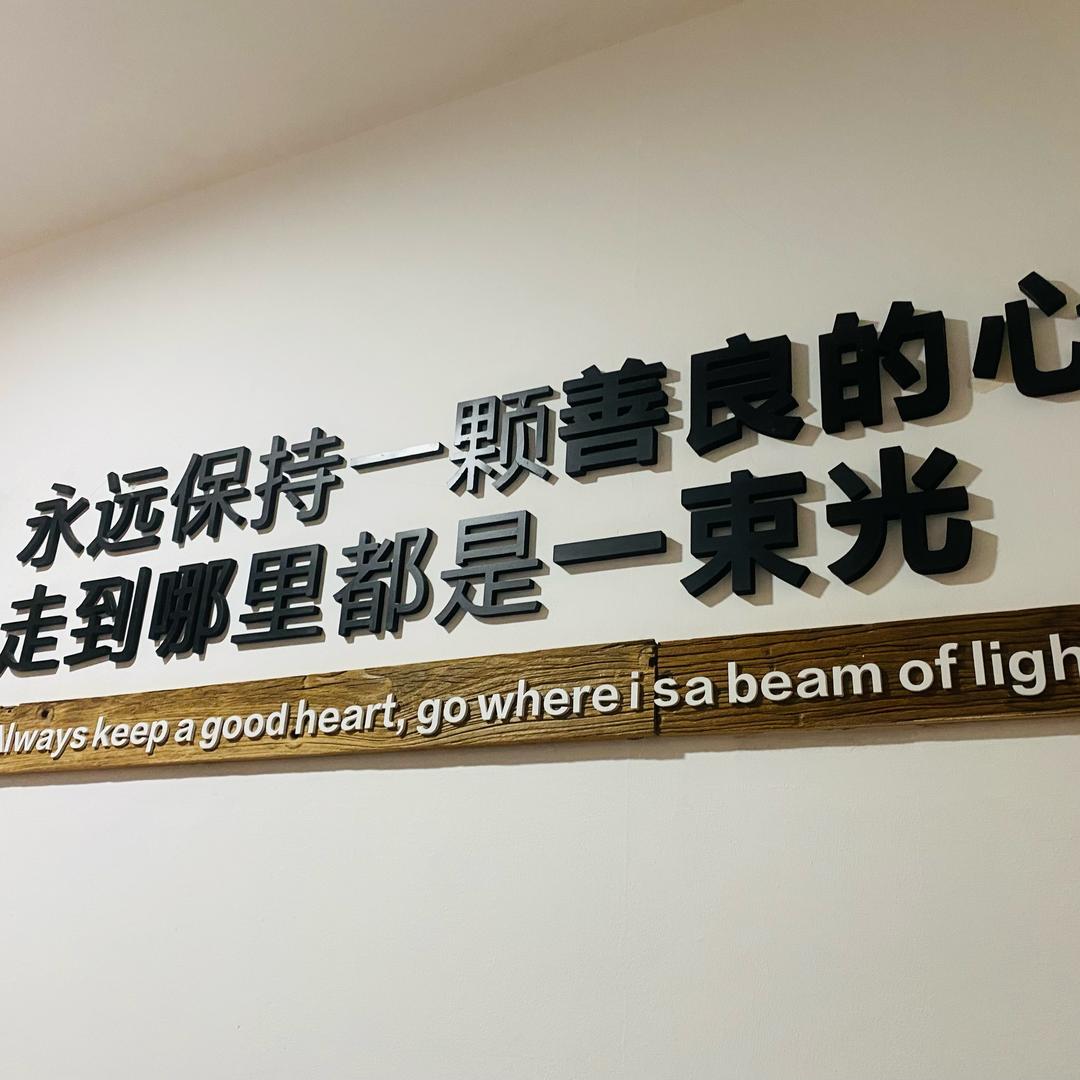 永远保持一颗善良的心
走到哪里都是一束光
Always keep a good heart, go where i sa beam of ligh